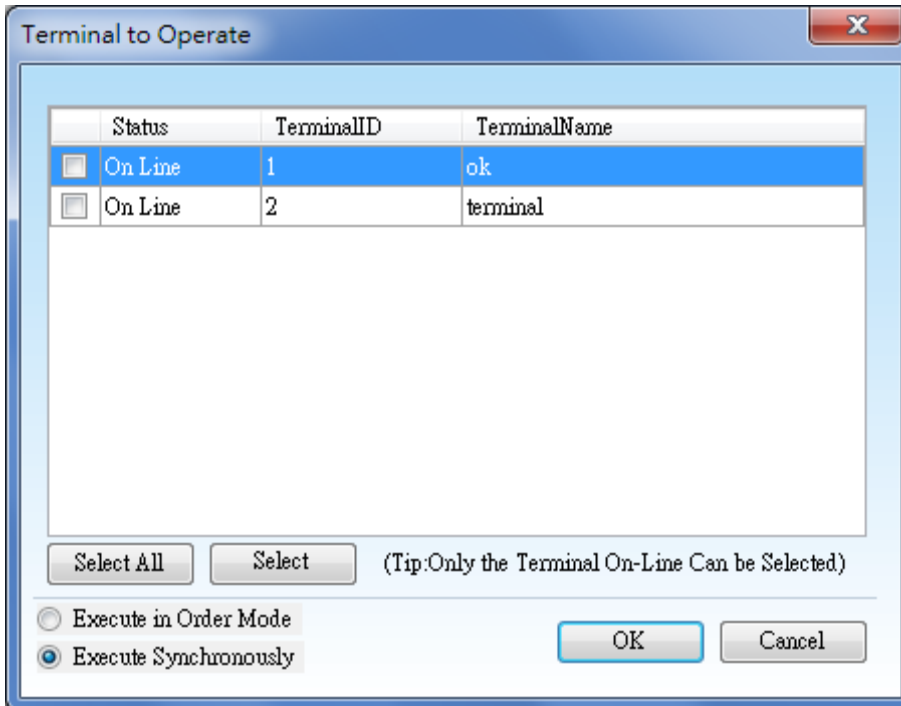 Terminal to Operate
Status TerminalID TerminalName
On Line 1 ok
On Line 2 terminal
Select All Select (Tip:Only the Terminal On-Line Can be Selected)
Execute in Order Mode
Execute Synchronously
OK Cancel